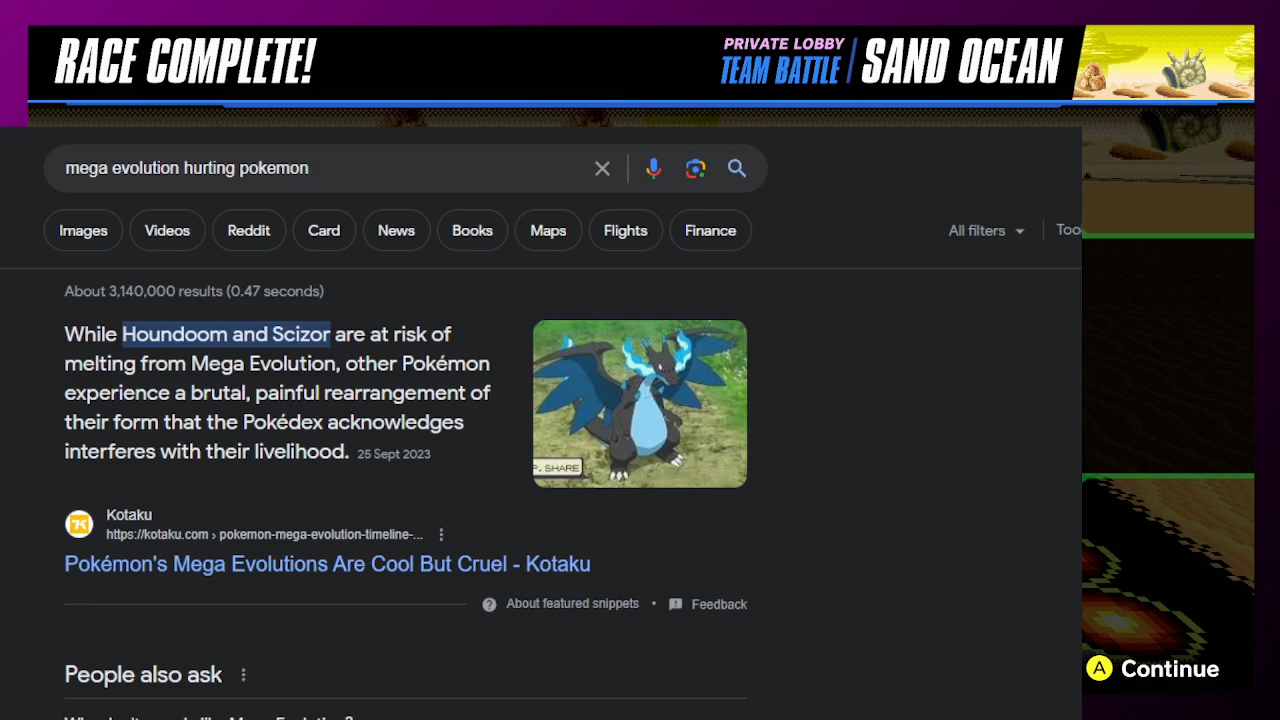 RACE COMPLETE!
PRIVATE LOBBY
TEAM BATTLE
SAND OCEAN
mega evolution hurting pokemon
Images
Videos
Reddit
Card
News
Books
Maps
Flights
Finance
All filters
Too
About 3,140,000 results (0.47 seconds)
While Houndoom and Scizor are at risk of
melting from Mega Evolution, other Pokémon
experience a brutal, painful rearrangement of
their form that the Pokédex acknowledges
interferes with their livelihood. 25 Sept 2023
P. SHARE
Kotaku
https://kotaku.com › pokemon-mega-evolution-timeline-...
Pokémon's Mega Evolutions Are Cool But Cruel - Kotaku
About featured snippets
Feedback
People also ask
A Continue